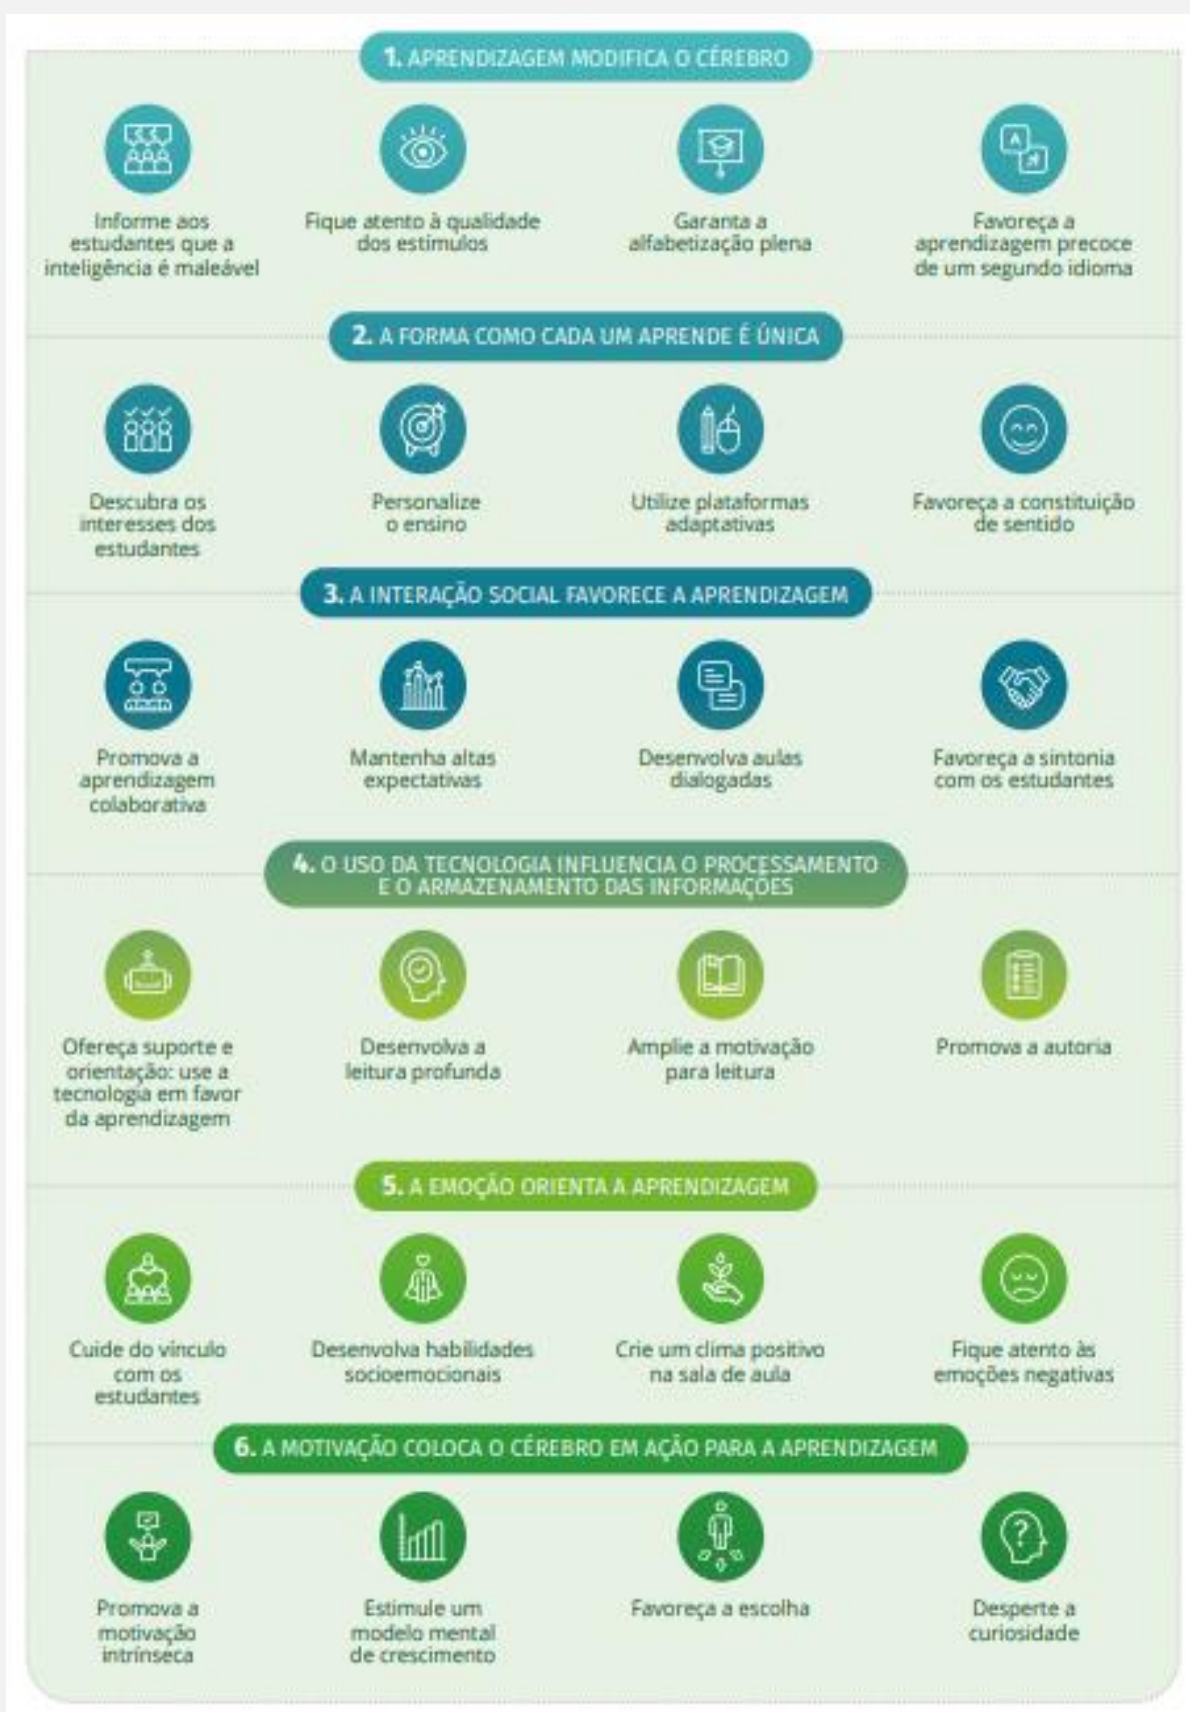 1. APRENDIZAGEM MODIFICA O CÉREBRO
Informe aos
estudantes que a
inteligência é maleável
Fique atento à qualidade
dos estímulos
Garanta a
alfabetização plena
Favoreça a
aprendizagem precoce
de um segundo idioma
2. A FORMA COMO CADA UM APRENDE É ÚNICA
Descubra os
interesses dos
estudantes
Personalize
o ensino
Utilize plataformas
adaptativas
Favoreça a constituição
de sentido
3. A INTERAÇÃO SOCIAL FAVORECE A APRENDIZAGEM
Promova a
aprendizagem
colaborativa
Mantenha altas
expectativas
Desenvolva aulas
dialogadas
Favoreça a sintonia
com os estudantes
4. O USO DA TECNOLOGIA INFLUENCIA O PROCESSAMENTO
E O ARMAZENAMENTO DAS INFORMAÇÕES
Ofereça suporte e
orientação: use a
tecnologia em favor
da aprendizagem
Desenvolva a
leitura profunda
Amplie a motivação
para leitura
Promova a autoria
5. A EMOÇÃO ORIENTA A APRENDIZAGEM
Cuide do vínculo
com os
estudantes
Desenvolva habilidades
socioemocionais
Crie um clima positivo
na sala de aula
Fique atento às
emoções negativas
6. A MOTIVAÇÃO COLOCA O CÉREBRO EM AÇÃO PARA A APRENDIZAGEM
Promova a
motivação
intrínseca
Estimule um
modelo mental
de crescimento
Favoreça a escolha
Desperte a
curiosidade